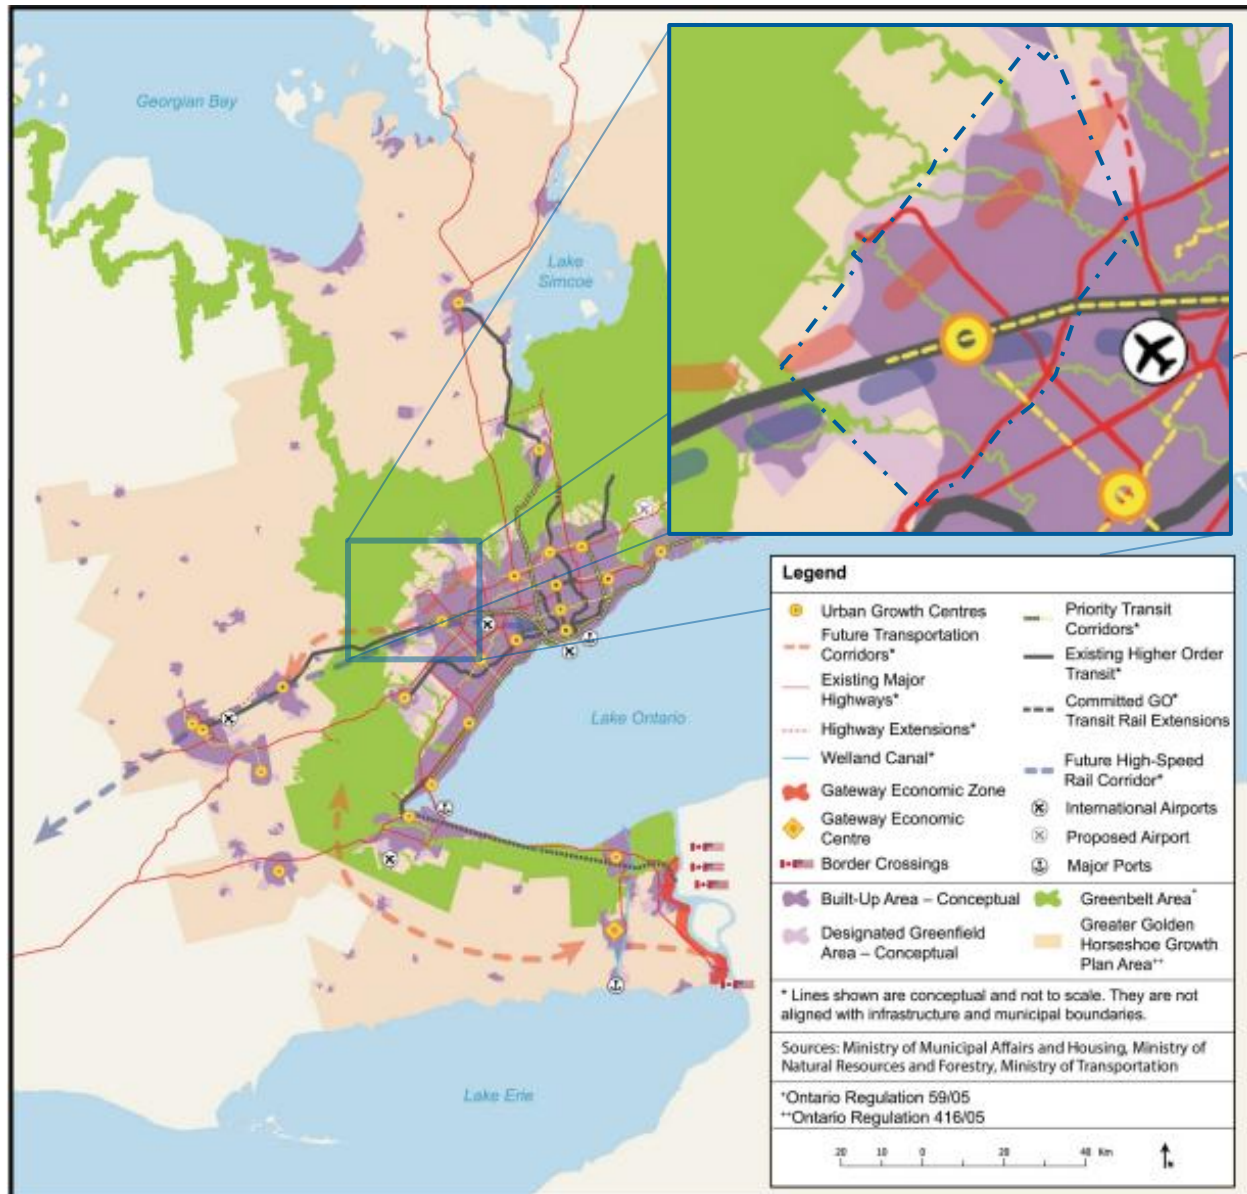 Georgian Bay
Lake
Simcoe
Lake Ontario
Lake Erie
Legend
Urban Growth Centres
Future Transportation
Corridors*
Existing Major
Highways*
Highway Extensions*
Welland Canal*
Gateway Economic Zone
Gateway Economic
Centre
Border Crossings
Priority Transit
Corridors*
Existing Higher Order
Transit*
Committed GO*
Transit Rail Extensions
Future High-Speed
Rail Corridor*
International Airports
Proposed Airport
Major Ports
Built-Up Area – Conceptual
Designated Greenfield
Area – Conceptual
Greenbelt Area+
Greater Golden
Horseshoe Growth
Plan Area++
* Lines shown are conceptual and not to scale. They are not
aligned with infrastructure and municipal boundaries.
Sources: Ministry of Municipal Affairs and Housing, Ministry of
Natural Resources and Forestry, Ministry of Transportation
+Ontario Regulation 59/05
++Ontario Regulation 416/05
20 10 0 20 40 Km
N